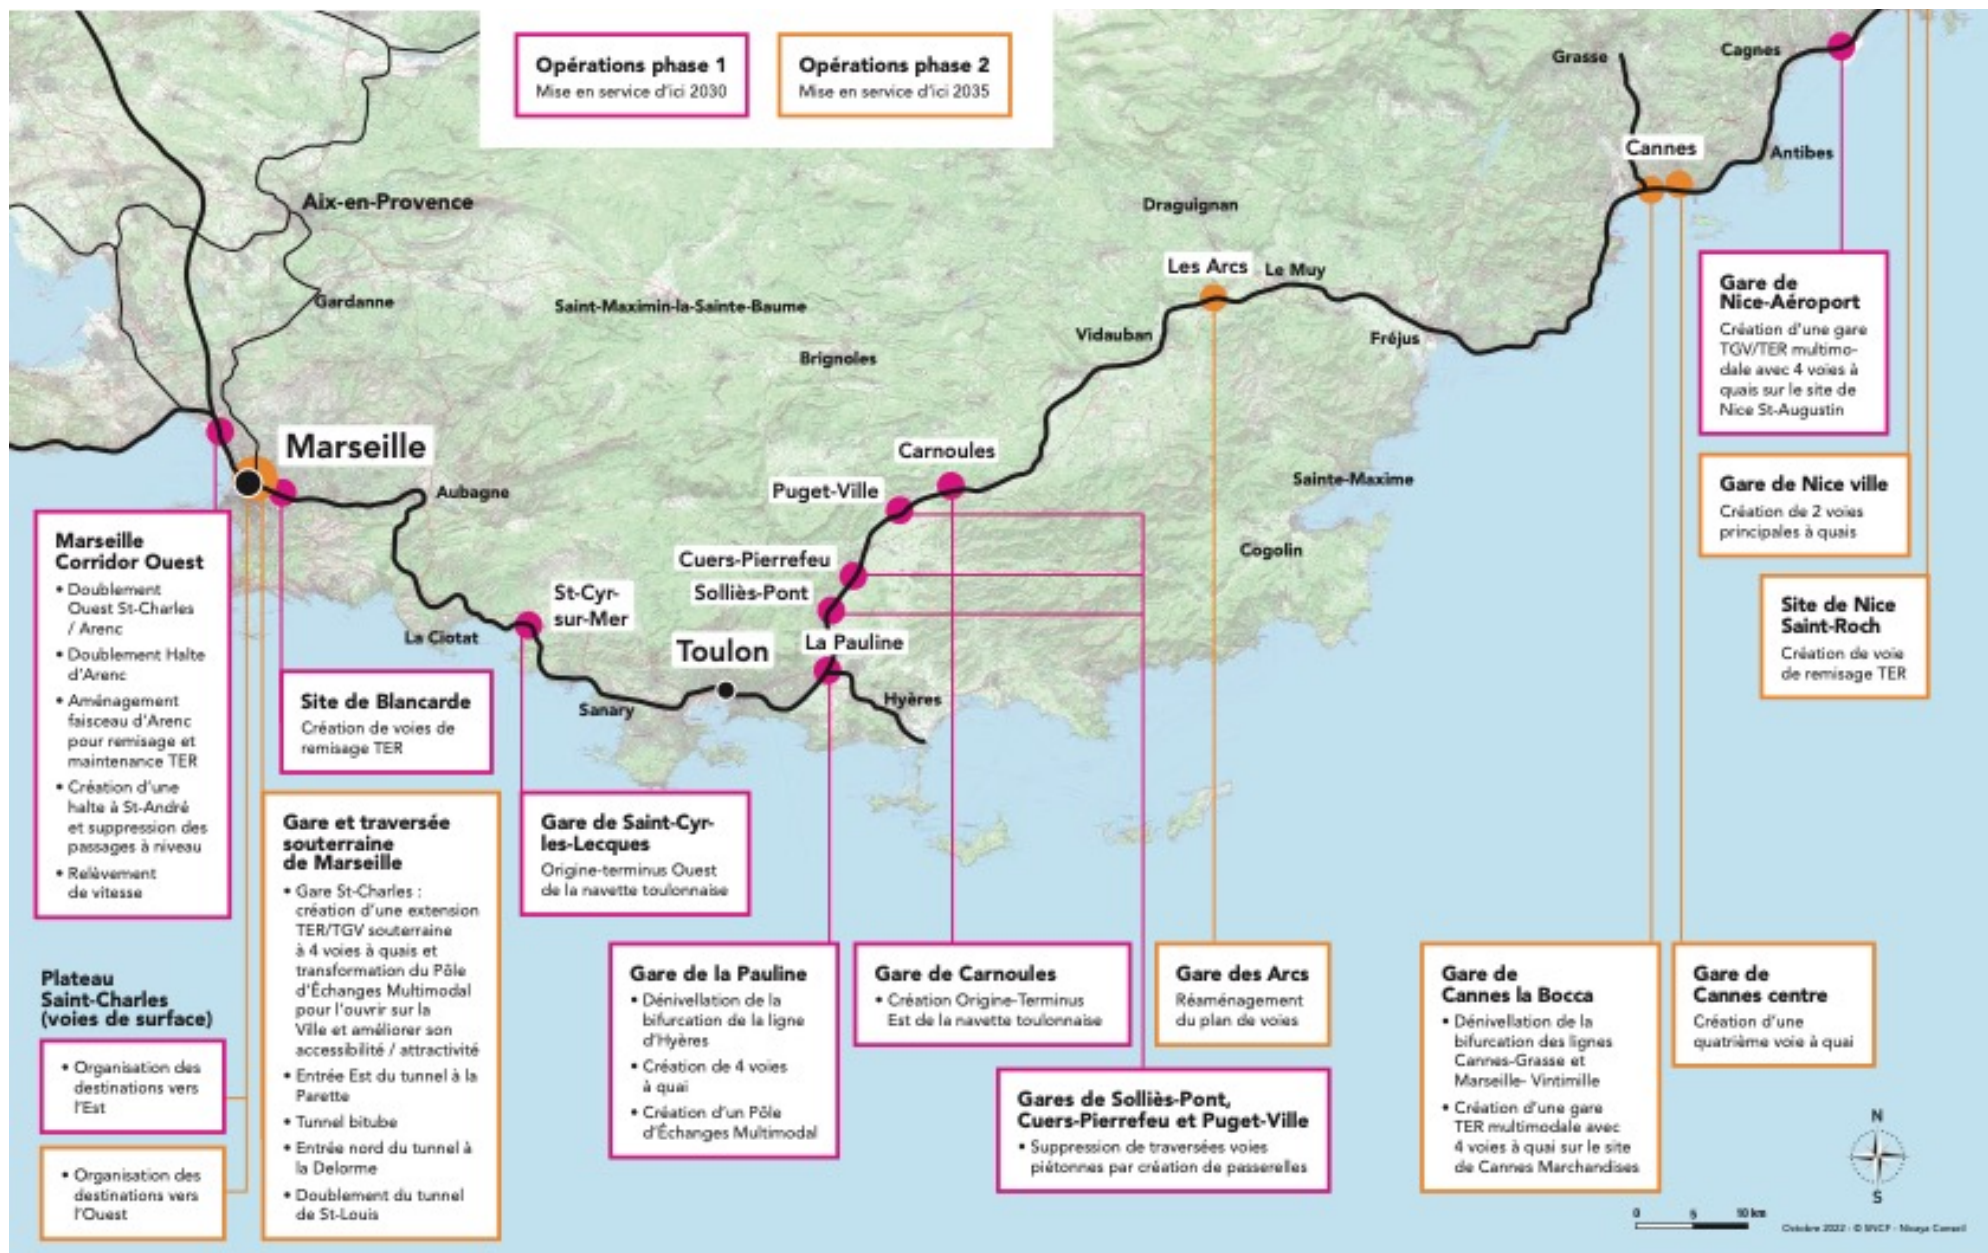 Opérations phase 1
Mise en service d'ici 2030
Opérations phase 2
Mise en service d'ici 2035
Grasse
Cagnes
Cannes
Antibes
Aix-en-Provence
Draguignan
Les Arcs
Le Muy
Gardanne
Saint-Maximin-la-Sainte-Baume
Vidauban
Fréjus
Brignoles
Marseille
Carnoules
Aubagne
Puget-Ville
Sainte-Maxime
Cuers-Pierrefeu
Cogolin
Solliès-Pont
St-Cyr-
sur-Mer
La Ciotat
Toulon
La Pauline
Sanary
Hyères
Gare de
Nice-Aéroport
Création d'une gare
TGV/TER multimo-
dale avec 4 voies à
quais sur le site de
Nice St-Augustin
Gare de Nice ville
Création de 2 voies
principales à quais
Site de Nice
Saint-Roch
Création de voie
de remisage TER
Marseille
Corridor Ouest
• Doublement
Ouest St-Charles
/ Arenc
• Doublement Halte
d'Arenc
• Aménagement
faisceau d'Arenc
pour remisage et
maintenance TER
• Création d'une
halte à St-André
et suppression des
passages à niveau
• Relèvement
de vitesse
Site de Blancarde
Création de voies de
remisage TER
Gare et traversée
souterraine
de Marseille
• Gare St-Charles :
création d'une extension
TER/TGV souterraine
à 4 voies à quais et
transformation du Pôle
d'Échanges Multimodal
pour l'ouvrir sur la
Ville et améliorer son
accessibilité / attractivité
• Entrée Est du tunnel à la
Parette
• Tunnel bitube
• Entrée nord du tunnel à
la Delorme
• Doublement du tunnel
de St-Louis
Plateau
Saint-Charles
(voies de surface)
• Organisation des
destinations vers
l'Est
• Organisation des
destinations vers
l'Ouest
Gare de Saint-Cyr-
les-Lecques
Origine-terminus Ouest
de la navette toulonnaise
Gare de la Pauline
• Dénivellation de la
bifurcation de la ligne
d'Hyères
• Création de 4 voies
à quai
• Création d'un Pôle
d'Échanges Multimodal
Gare de Carnoules
• Création Origine-Terminus
Est de la navette toulonnaise
Gares de Solliès-Pont,
Cuers-Pierrefeu et Puget-Ville
• Suppression de traversées voies
piétonnes par création de passerelles
Gare des Arcs
Réaménagement
du plan de voies
Gare de
Cannes la Bocca
• Dénivellation de la
bifurcation des lignes
Cannes-Grasse et
Marseille- Vintimille
• Création d'une gare
TER multimodale avec
4 voies à quai sur le site
de Cannes Marchandises
Gare de
Cannes centre
Création d'une
quatrième voie à quai
N
S
0 5 10 km
Octobre 2022 - © SNCF - Nicaya Conseil